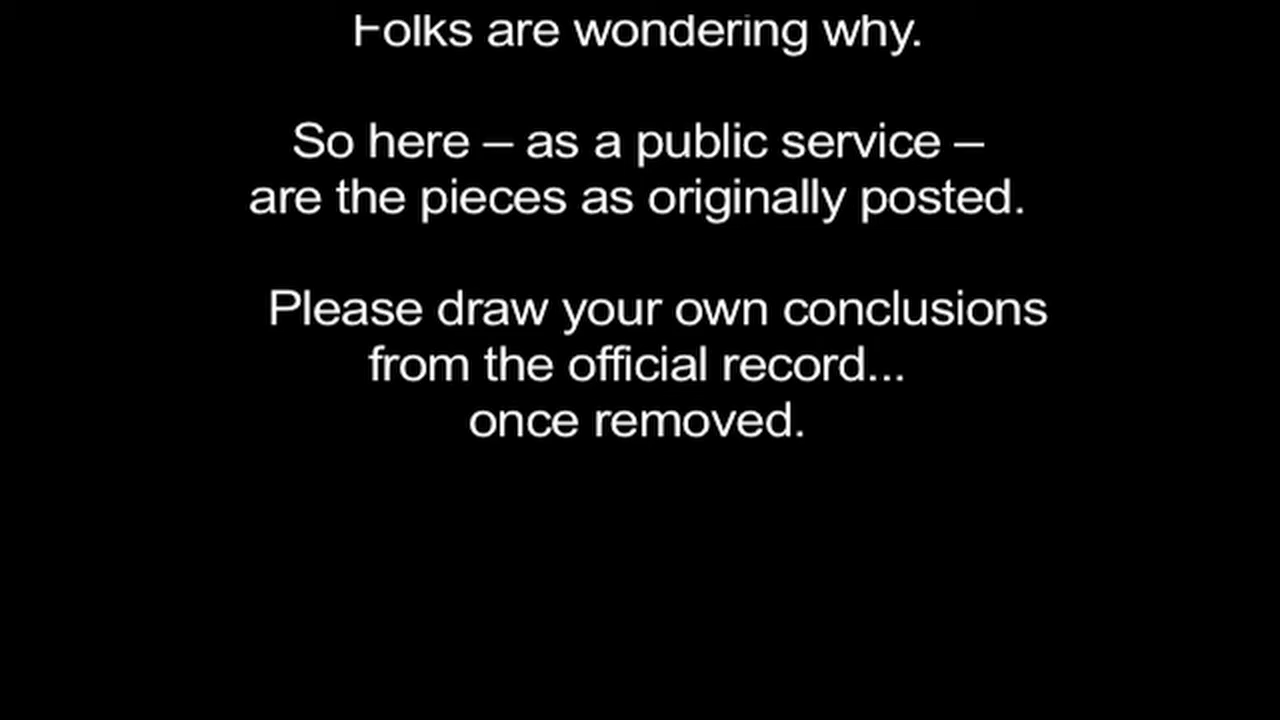 Folks are wondering why.
So here – as a public service –
are the pieces as originally posted.
Please draw your own conclusions
from the official record...
once removed.